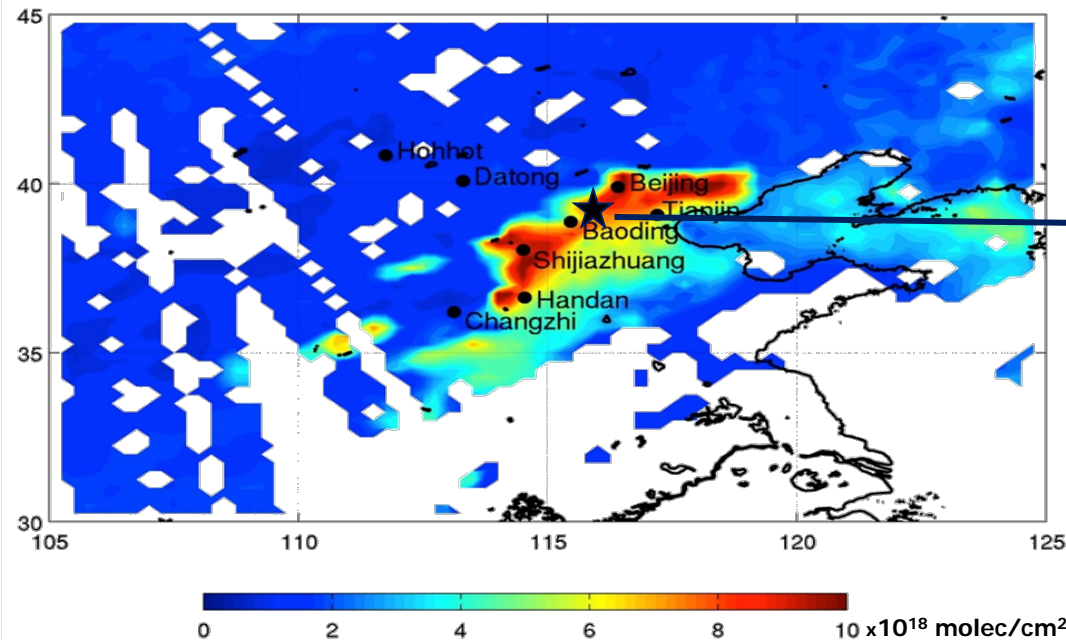 45
Hohhot
Datong
40
Beijing
Tianjin
Baoding
Shijiazhuang
Handan
Changzhi
35
30
105 110 115 120 125
0 2 4 6 8 10 x10¹⁸ molec/cm²